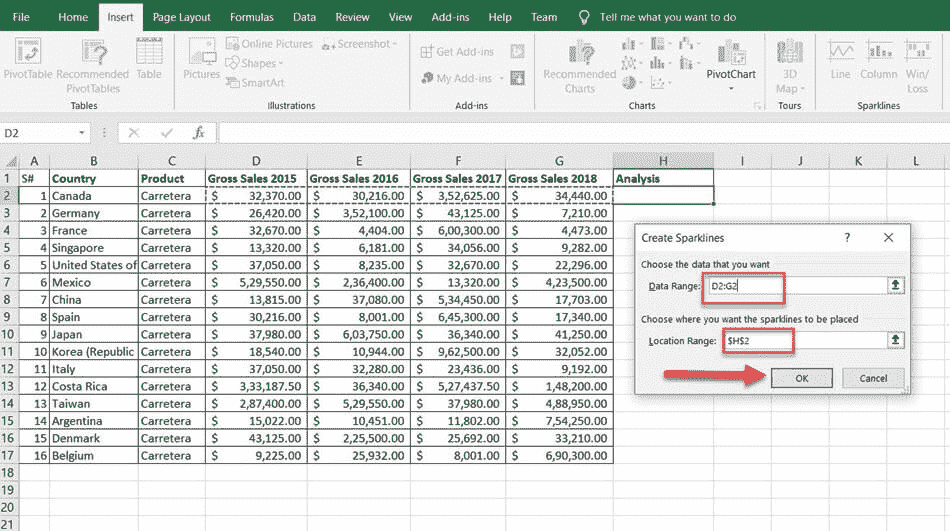 File Home Insert Page Layout Formulas Data Review View Add-ins Help Team Tell me what you want to do
PivotTable Recommended PivotTables Table
Tables
Pictures Online Pictures Shapes SmartArt Screenshot
Illustrations
Get Add-ins
My Add-ins
Add-ins
Recommended Charts
PivotChart
Charts
3D Map
Tours
Line Column Win/Loss
Sparklines
D2 fx
A B C D E F G H I J K L
1 S# Country Product Gross Sales 2015 Gross Sales 2016 Gross Sales 2017 Gross Sales 2018 Analysis
2 1 Canada Carretera $ 32,370.00 $ 30,216.00 $ 3,52,625.00 $ 34,440.00
3 2 Germany Carretera $ 26,420.00 $ 3,52,100.00 $ 43,125.00 $ 7,210.00
4 3 France Carretera $ 32,670.00 $ 4,404.00 $ 6,00,300.00 $ 4,473.00
5 4 Singapore Carretera $ 13,320.00 $ 6,181.00 $ 34,056.00 $ 9,282.00
6 5 United States of Carretera $ 37,050.00 $ 8,235.00 $ 32,670.00 $ 22,296.00
7 6 Mexico Carretera $ 5,29,550.00 $ 2,36,400.00 $ 13,320.00 $ 4,23,500.00
8 7 China Carretera $ 13,815.00 $ 37,080.00 $ 5,34,450.00 $ 17,703.00
9 8 Spain Carretera $ 30,216.00 $ 8,001.00 $ 6,45,300.00 $ 17,340.00
10 9 Japan Carretera $ 37,980.00 $ 6,03,750.00 $ 36,340.00 $ 41,250.00
11 10 Korea (Republic Carretera $ 18,540.00 $ 10,944.00 $ 9,62,500.00 $ 32,052.00
12 11 Italy Carretera $ 37,050.00 $ 32,280.00 $ 23,436.00 $ 9,192.00
13 12 Costa Rica Carretera $ 3,33,187.50 $ 36,340.00 $ 5,27,437.50 $ 1,48,200.00
14 13 Taiwan Carretera $ 2,87,400.00 $ 5,29,550.00 $ 37,980.00 $ 4,88,950.00
15 14 Argentina Carretera $ 15,022.00 $ 10,451.00 $ 11,802.00 $ 7,54,250.00
16 15 Denmark Carretera $ 43,125.00 $ 2,25,500.00 $ 25,692.00 $ 33,210.00
17 16 Belgium Carretera $ 9,225.00 $ 25,932.00 $ 8,001.00 $ 6,90,300.00
18
19
20
21
Create Sparklines ?
Choose the data that you want
Data Range: D2:G2
Choose where you want the sparklines to be placed
Location Range: $H$2
OK Cancel